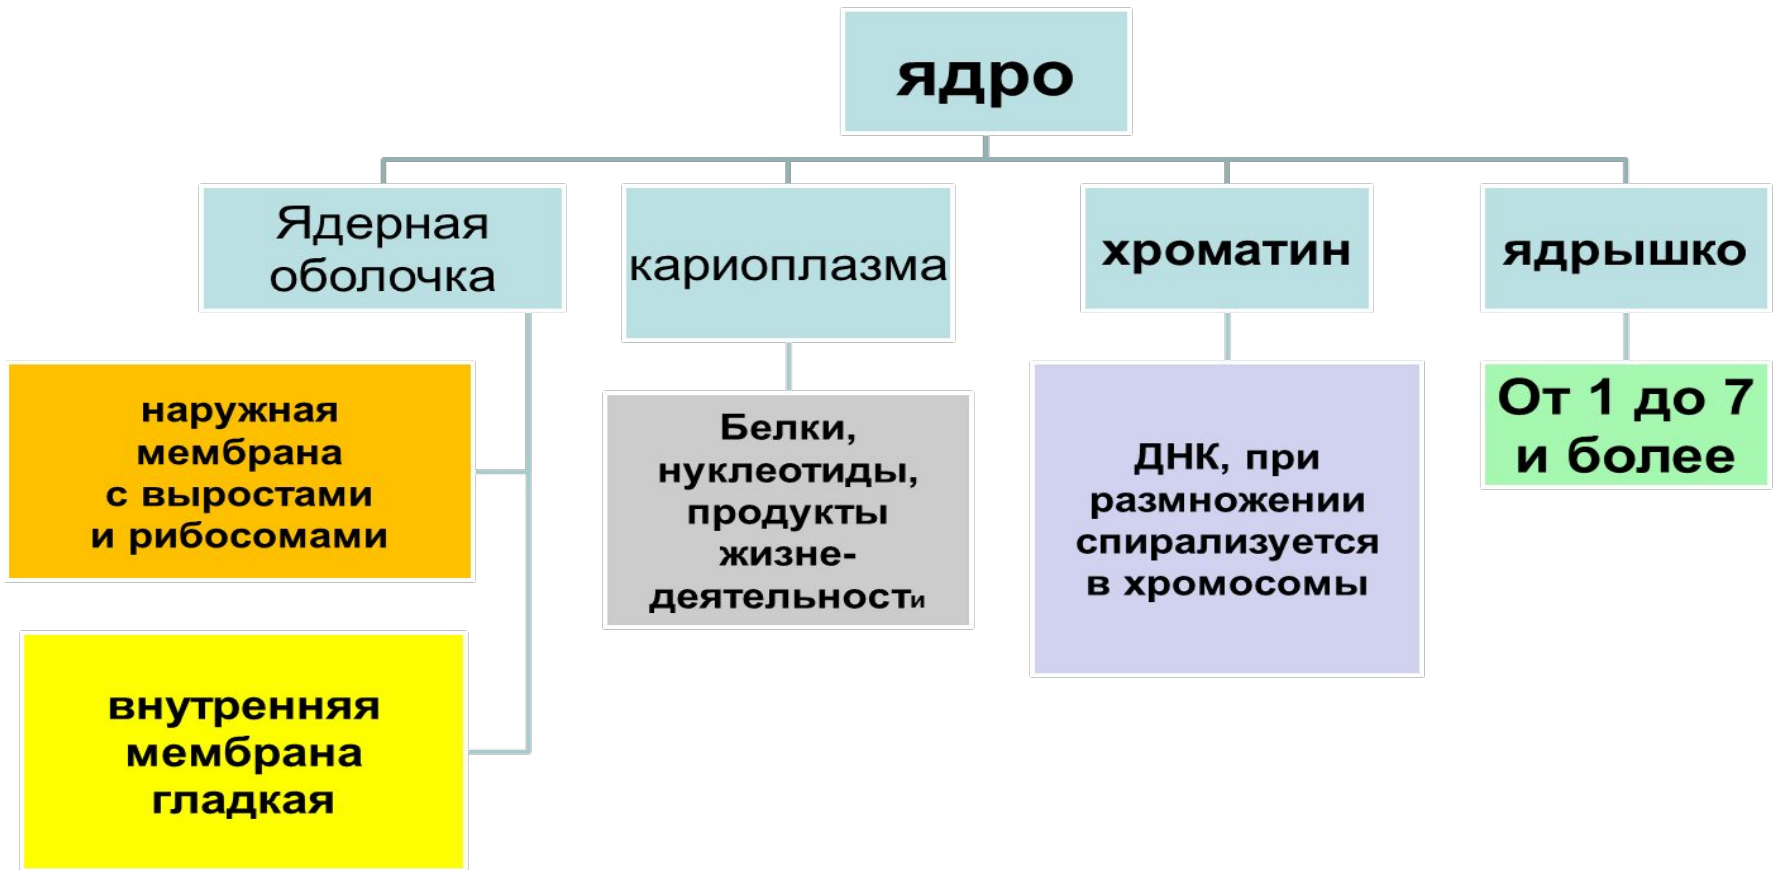 ядро
Ядерная
оболочка
кариоплазма
хроматин
ядрышко
наружная
мембрана
с выростами
и рибосомами
внутренняя
мембрана
гладкая
Белки,
нуклеотиды,
продукты
жизне-
деятельности
ДНК, при
размножении
спирализуется
в хромосомы
От 1 до 7
и более